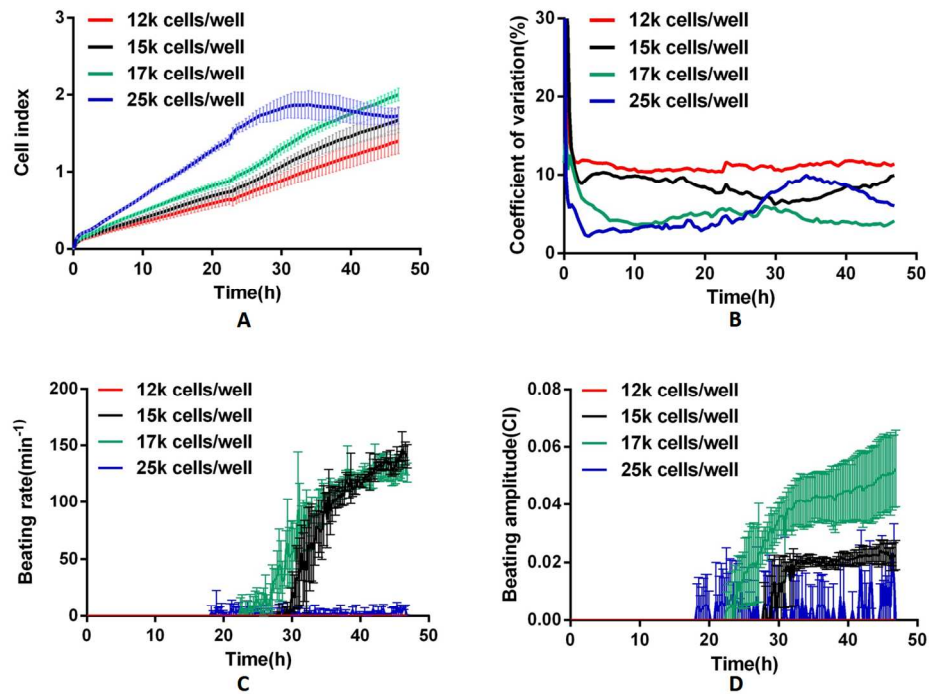 3
2
1
0
0 10 20 30 40 50
Cell index
Time(h)
12k cells/well
15k cells/well
17k cells/well
25k cells/well
A
30
20
10
0
0 10 20 30 40 50
Coefficient of variation(%)
Time(h)
12k cells/well
15k cells/well
17k cells/well
25k cells/well
B
200
150
100
50
0
0 10 20 30 40 50
Beating rate(min⁻¹)
Time(h)
12k cells/well
15k cells/well
17k cells/well
25k cells/well
C
0.08
0.06
0.04
0.02
0.00
0 10 20 30 40 50
Beating amplitude(CI)
Time(h)
12k cells/well
15k cells/well
17k cells/well
25k cells/well
D